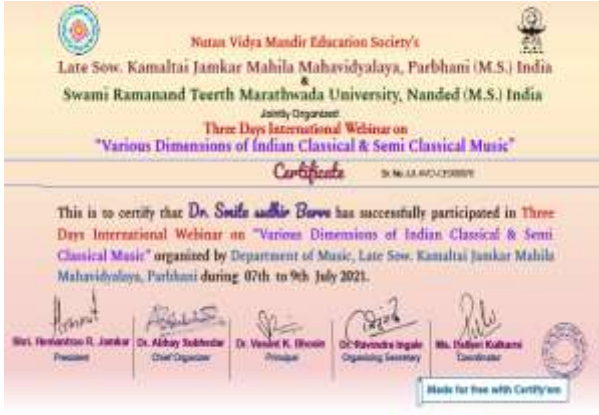 Nutan Vidya Mandir Education Society's
Late Sow. Kamaltai Jamkar Mahila Mahavidyalaya, Parbhani (M.S.) India
&
Swami Ramanand Teerth Marathwada University, Nanded (M.S.) India
Jointly Organized
Three Days International Webinar on
"Various Dimensions of Indian Classical & Semi Classical Music"
Certificate
Sr. No.
This is to certify that Dr. Smita sudhir Barve has successfully participated in Three
Days International Webinar on "Various Dimensions of Indian Classical & Semi
Classical Music" organized by Department of Music, Late Sow. Kamaltai Jamkar Mahila
Mahavidyalaya, Parbhani during 07th to 9th July 2021.
Shri. Hemantrao R. Jamkar Dr. Abhay Subhedar Dr. Vasant K. Bhosle Dr. Ravindra Ingale Ms. Kulkarni
President Chief Organizer Principal Organizing Secretary Coordinator
Made for free with Certify'em